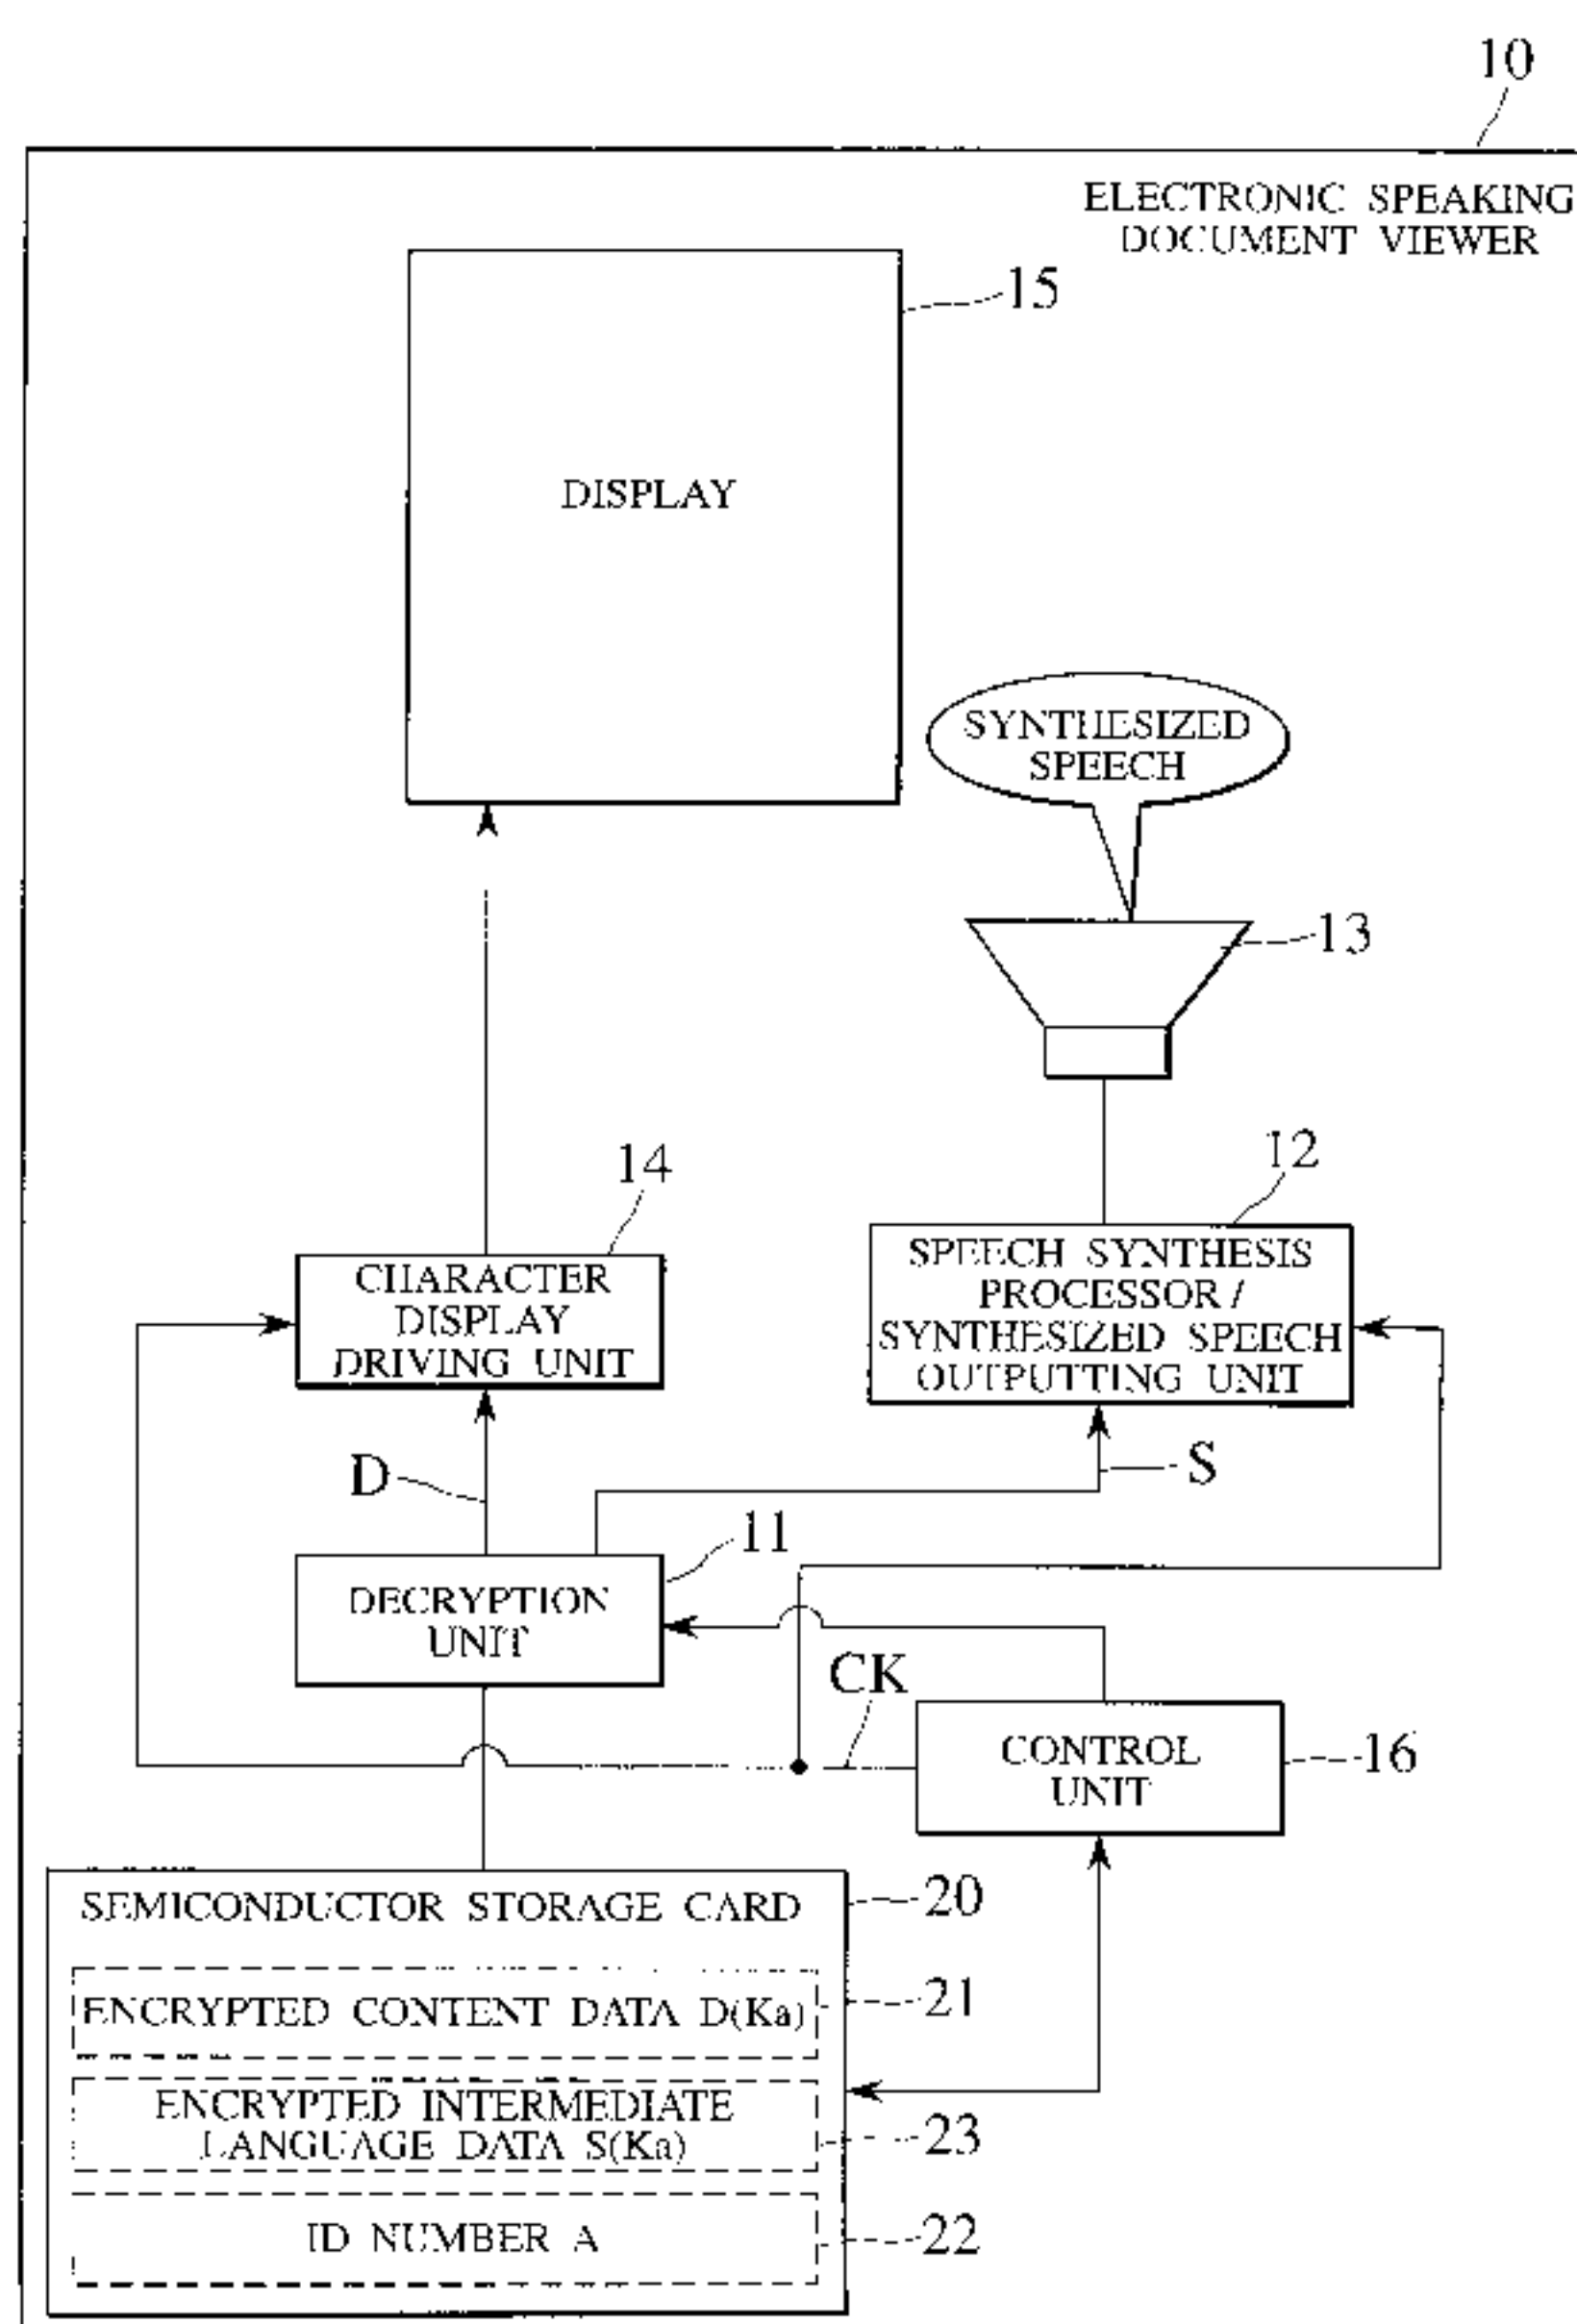 10
ELECTRONIC SPEAKING
DOCUMENT VIEWER
15
DISPLAY
SYNTHESIZED
SPEECH
13
14
12
CHARACTER
DISPLAY
DRIVING UNIT
SPEECH SYNTHESIS
PROCESSOR /
SYNTHESIZED SPEECH
OUTPUTTING UNIT
D
S
11
DECRYPTION
UNIT
CK
CONTROL
UNIT
16
SEMICONDUCTOR STORAGE CARD
20
ENCRYPTED CONTENT DATA D(Ka)
21
ENCRYPTED INTERMEDIATE
LANGUAGE DATA S(Ka)
23
ID NUMBER A
22